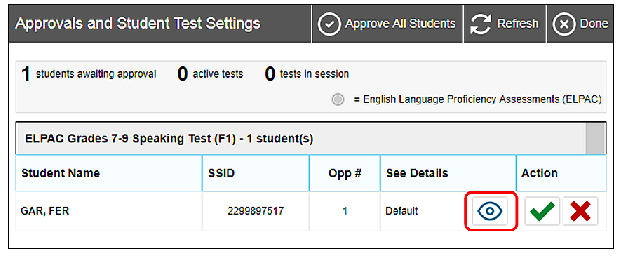 Approvals and Student Test Settings Approve All Students Refresh Done
1 students awaiting approval 0 active tests 0 tests in session
= English Language Proficiency Assessments (ELPAC)
ELPAC Grades 7-9 Speaking Test (F1) - 1 student(s)
Student Name SSID Opp # See Details Action
GAR, FER 2299897517 1 Default